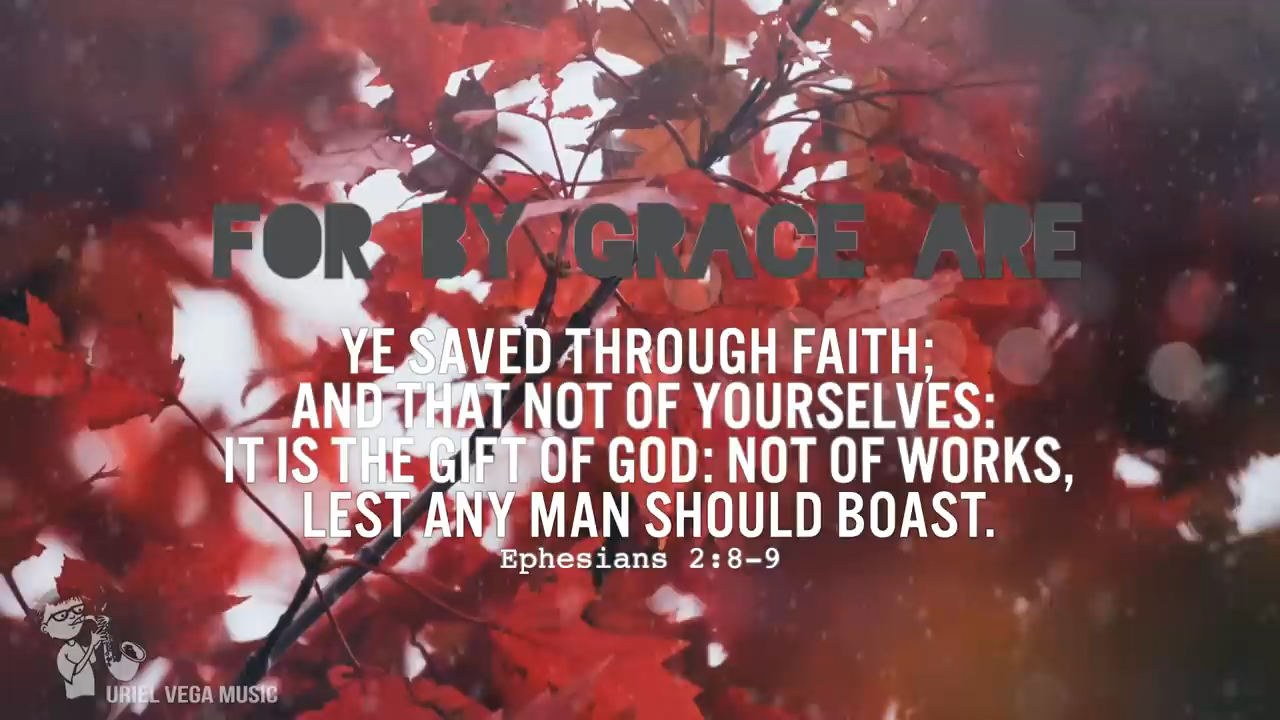 FOR BY GRACE ARE
YE SAVED THROUGH FAITH;
AND THAT NOT OF YOURSELVES:
IT IS THE GIFT OF GOD: NOT OF WORKS,
LEST ANY MAN SHOULD BOAST.
Ephesians 2:8-9
URIEL VEGA MUSIC